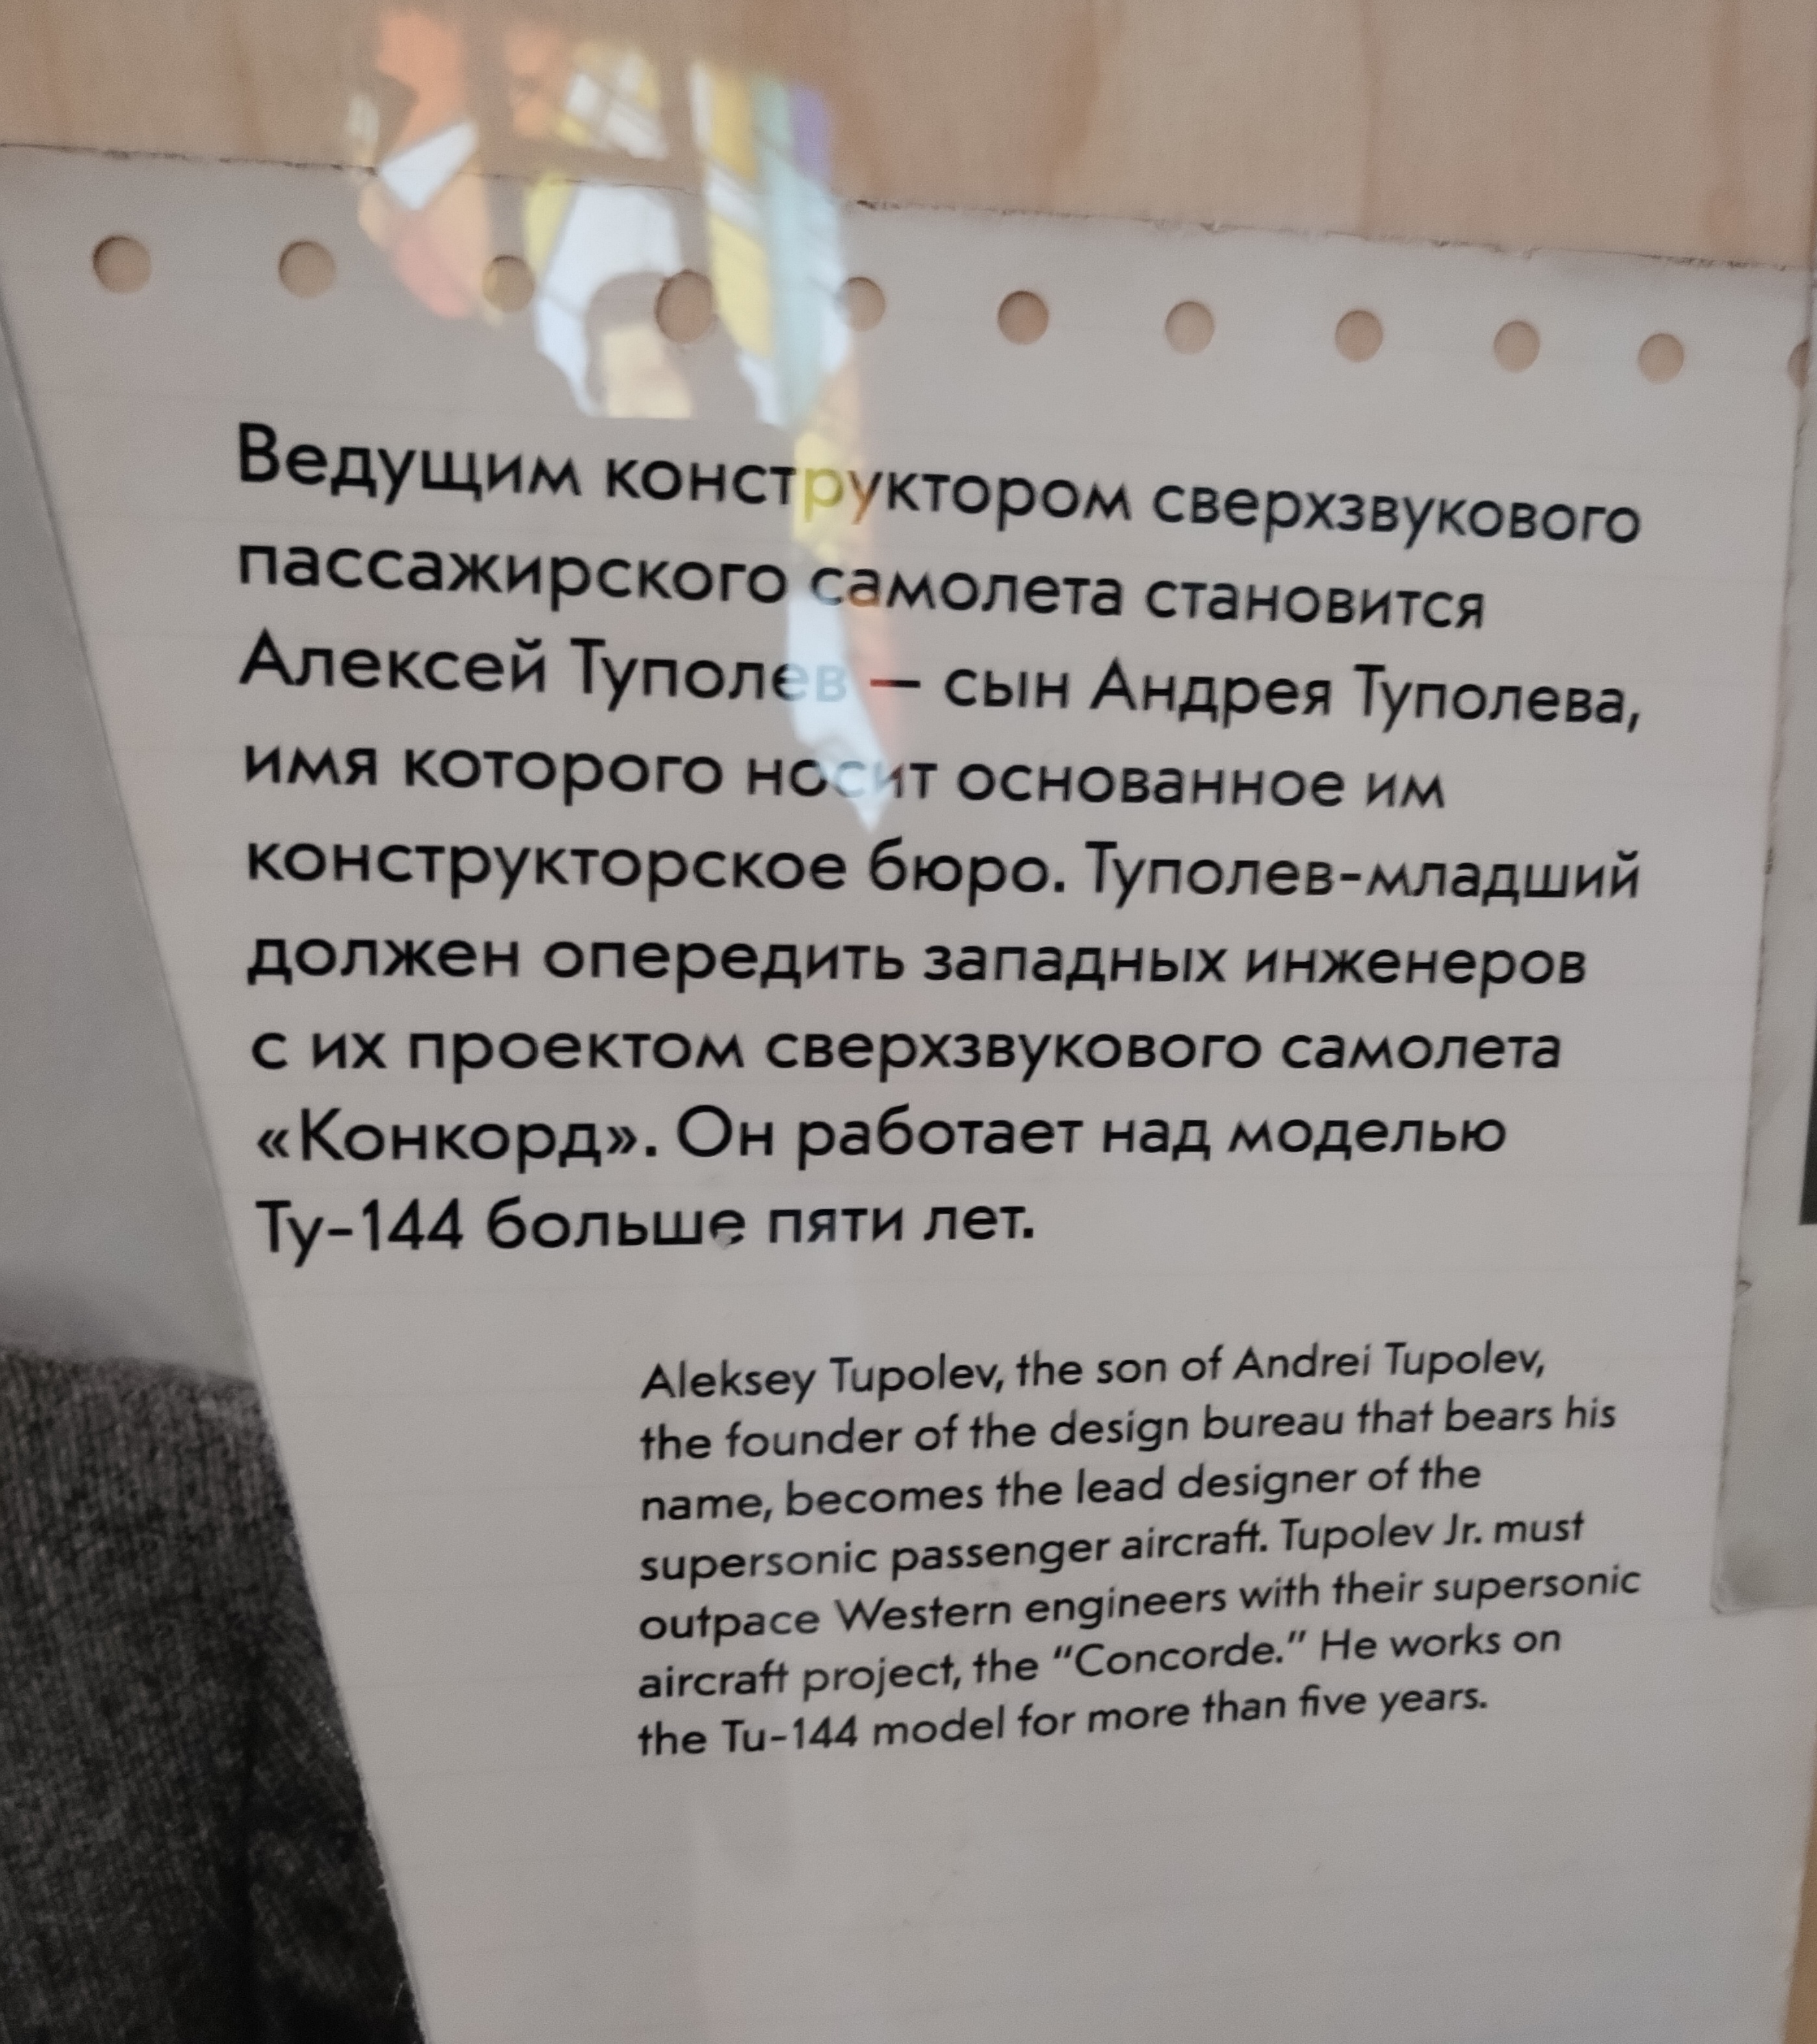 Ведущим конструктором сверхзвукового
пассажирского самолета становится
Алексей Туполев — сын Андрея Туполева,
имя которого носит основанное им
конструкторское бюро. Туполев-младший
должен опередить западных инженеров
с их проектом сверхзвукового самолета
«Конкорд». Он работает над моделью
Ту-144 больше пяти лет.
Aleksey Tupolev, the son of Andrei Tupolev,
the founder of the design bureau that bears his
name, becomes the lead designer of the
supersonic passenger aircraft. Tupolev Jr. must
outpace Western engineers with their supersonic
aircraft project, the “Concorde.” He works on
the Tu-144 model for more than five years.